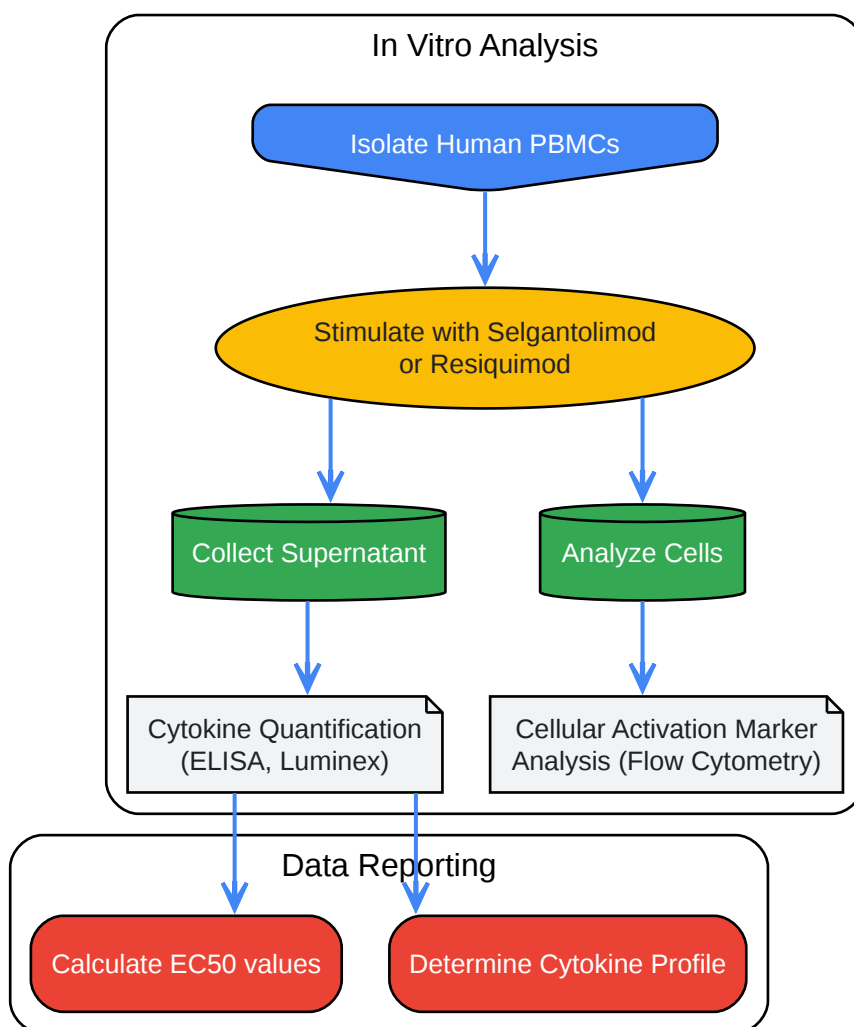 In Vitro Analysis
Isolate Human PBMCs
Stimulate with Selgantolimod
or Resiquimod
Collect Supernatant
Analyze Cells
Cytokine Quantification
(ELISA, Luminex)
Cellular Activation Marker
Analysis (Flow Cytometry)
Data Reporting
Calculate EC50 values
Determine Cytokine Profile